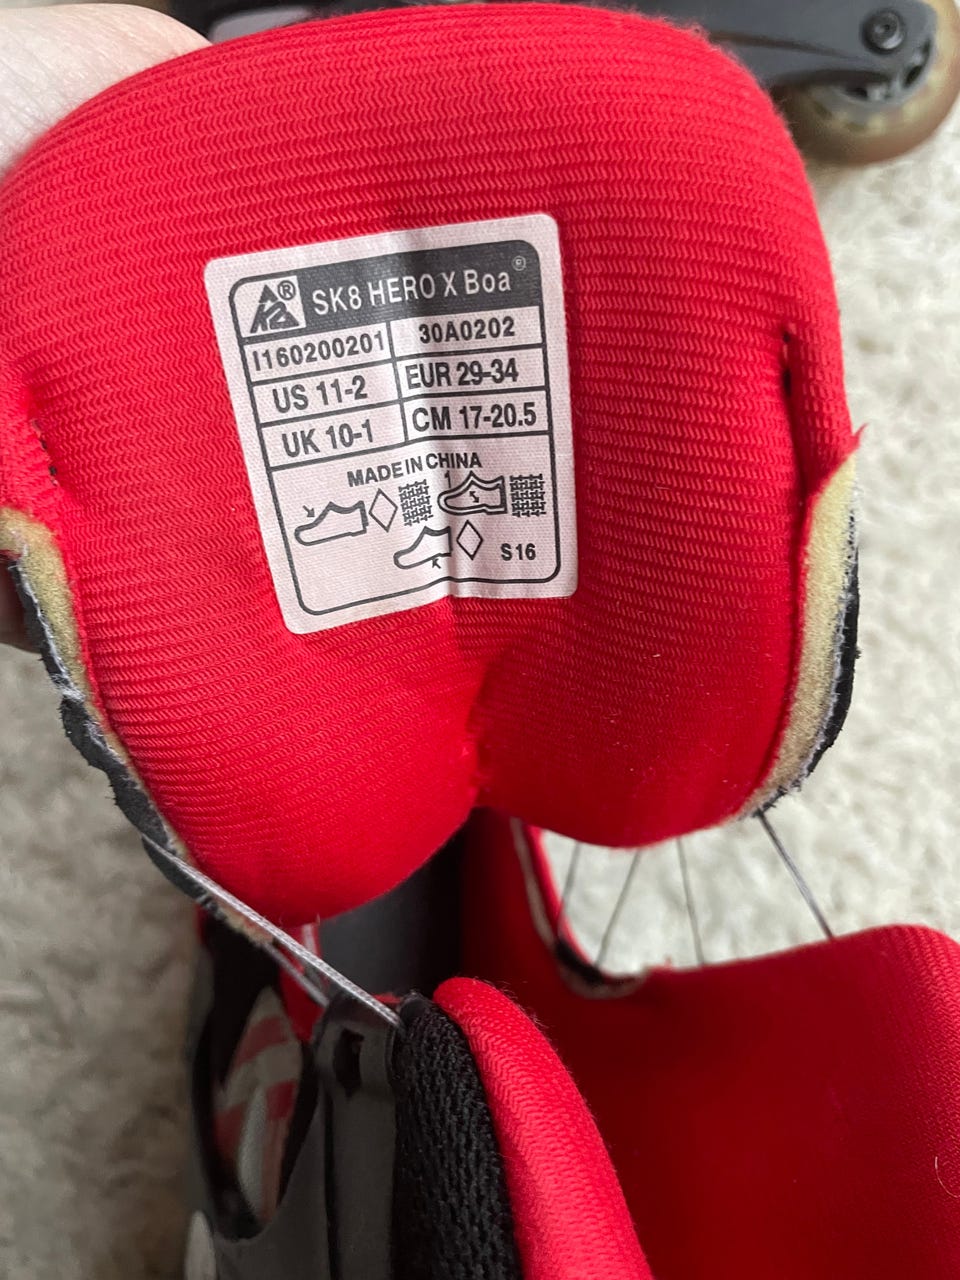 K2® SK8 HERO X Boa®
I160200201 30A0202
US 11-2 EUR 29-34
UK 10-1 CM 17-20.5
MADE IN CHINA
S16